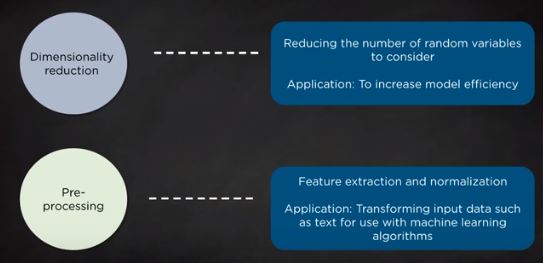 Dimensionality
reduction
Reducing the number of random variables
to consider
Application: To increase model efficiency
Pre-
processing
Feature extraction and normalization
Application: Transforming input data such
as text for use with machine learning
algorithms